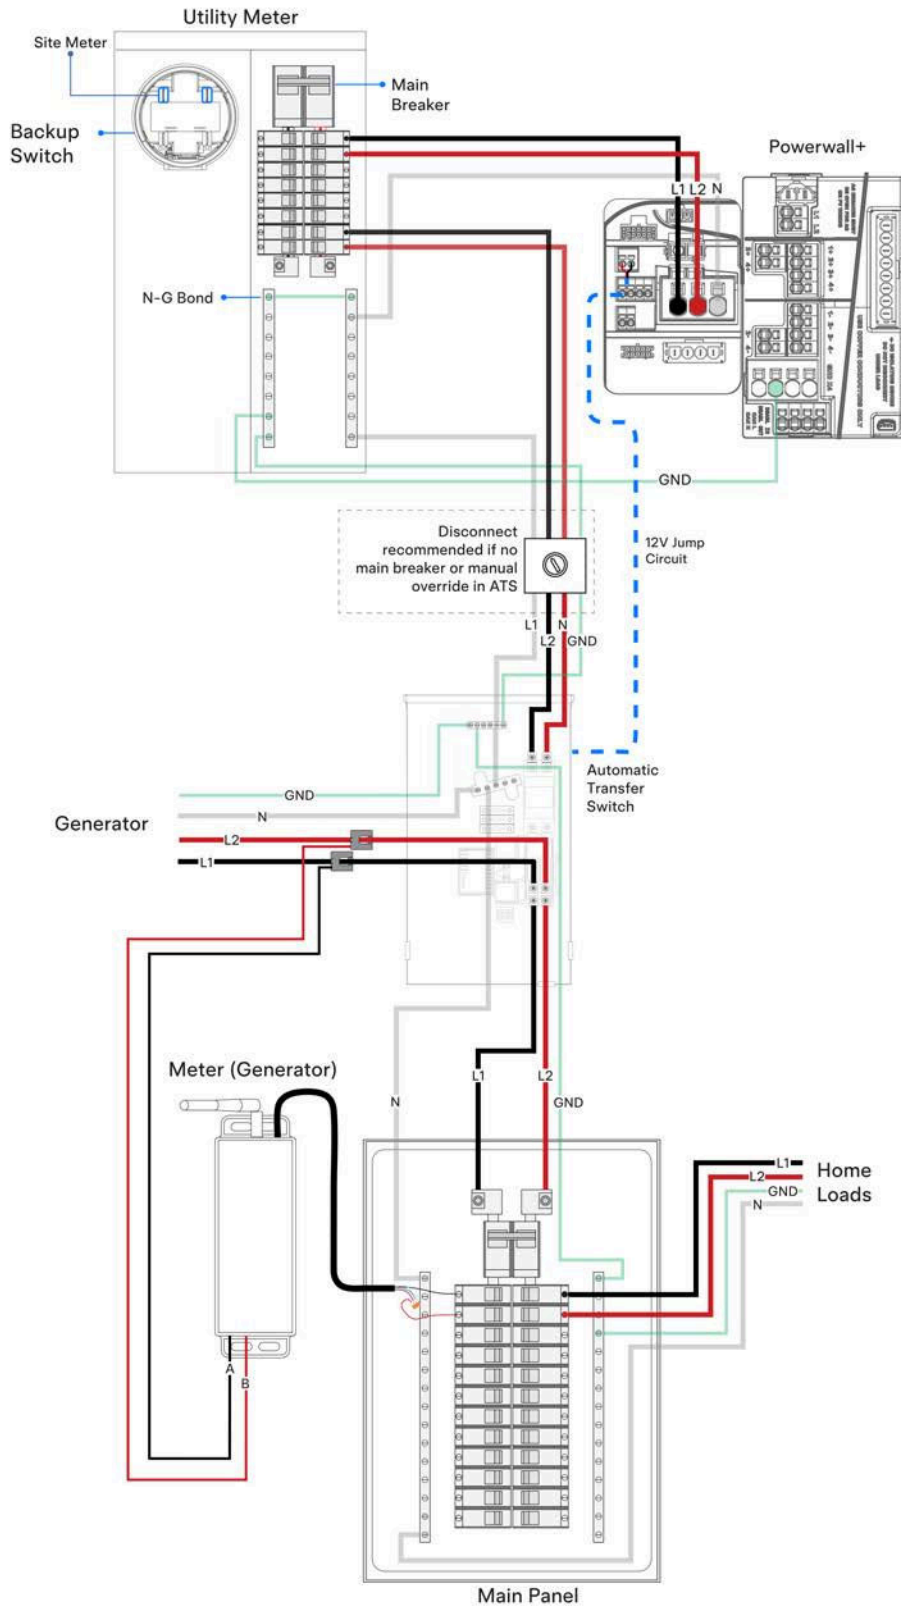 Utility Meter
Site Meter
Backup
Switch
Main
Breaker
Powerwall+
L1 L2 N
N-G Bond
GND
Disconnect
recommended if no
main breaker or manual
override in ATS
12V Jump
Circuit
L1
N
L2
GND
Automatic
Transfer
Switch
GND
N
Generator
L2
L1
Meter (Generator)
L1
L2
N
GND
L1
L2
GND
N
Home
Loads
A
B
Main Panel